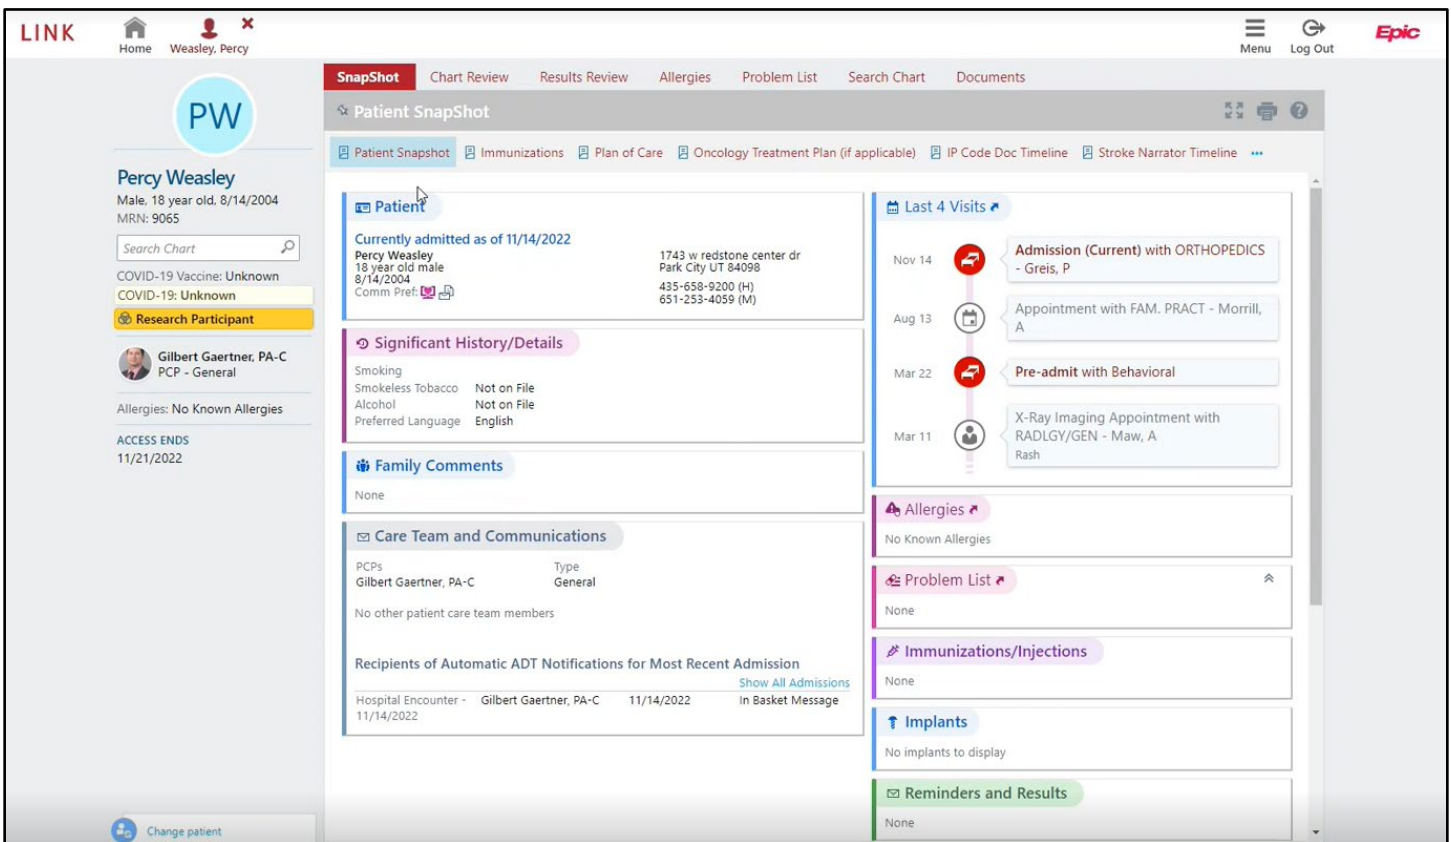 LINK
Home
Weasley, Percy
Menu
Log Out
Epic
PW
Percy Weasley
Male, 18 year old, 8/14/2004
MRN: 9065
Search Chart
COVID-19 Vaccine: Unknown
COVID-19: Unknown
Research Participant
Gilbert Gaertner, PA-C
PCP - General
Allergies: No Known Allergies
ACCESS ENDS
11/21/2022
Change patient
SnapShot Chart Review Results Review Allergies Problem List Search Chart Documents
Patient SnapShot
Patient Snapshot Immunizations Plan of Care Oncology Treatment Plan (if applicable) IP Code Doc Timeline Stroke Narrator Timeline ...
Patient
Currently admitted as of 11/14/2022
Percy Weasley
18 year old male
8/14/2004
Comm Pref:
1743 w redstone center dr
Park City UT 84098
435-658-9200 (H)
651-253-4059 (M)
Significant History/Details
Smoking
Smokeless Tobacco Not on File
Alcohol Not on File
Preferred Language English
Family Comments
None
Care Team and Communications
PCPs Type
Gilbert Gaertner, PA-C General
No other patient care team members
Recipients of Automatic ADT Notifications for Most Recent Admission
Show All Admissions
Hospital Encounter - Gilbert Gaertner, PA-C 11/14/2022 In Basket Message
11/14/2022
Last 4 Visits
Nov 14
Admission (Current) with ORTHOPEDICS
- Greis, P
Aug 13
Appointment with FAM. PRACT - Morrill,
A
Mar 22
Pre-admit with Behavioral
Mar 11
X-Ray Imaging Appointment with
RADLGY/GEN - Maw, A
Rash
Allergies
No Known Allergies
Problem List
None
Immunizations/Injections
None
Implants
No implants to display
Reminders and Results
None